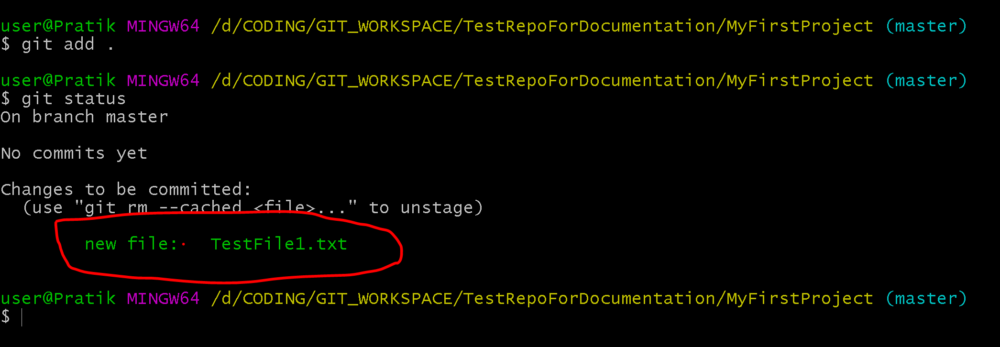 user@Pratik MINGW64 /d/CODING/GIT_WORKSPACE/TestRepoForDocumentation/MyFirstProject (master)
$ git add .
user@Pratik MINGW64 /d/CODING/GIT_WORKSPACE/TestRepoForDocumentation/MyFirstProject (master)
$ git status
On branch master
No commits yet
Changes to be committed:
  (use "git rm --cached <file>..." to unstage)
        new file:   TestFile1.txt
user@Pratik MINGW64 /d/CODING/GIT_WORKSPACE/TestRepoForDocumentation/MyFirstProject (master)
$